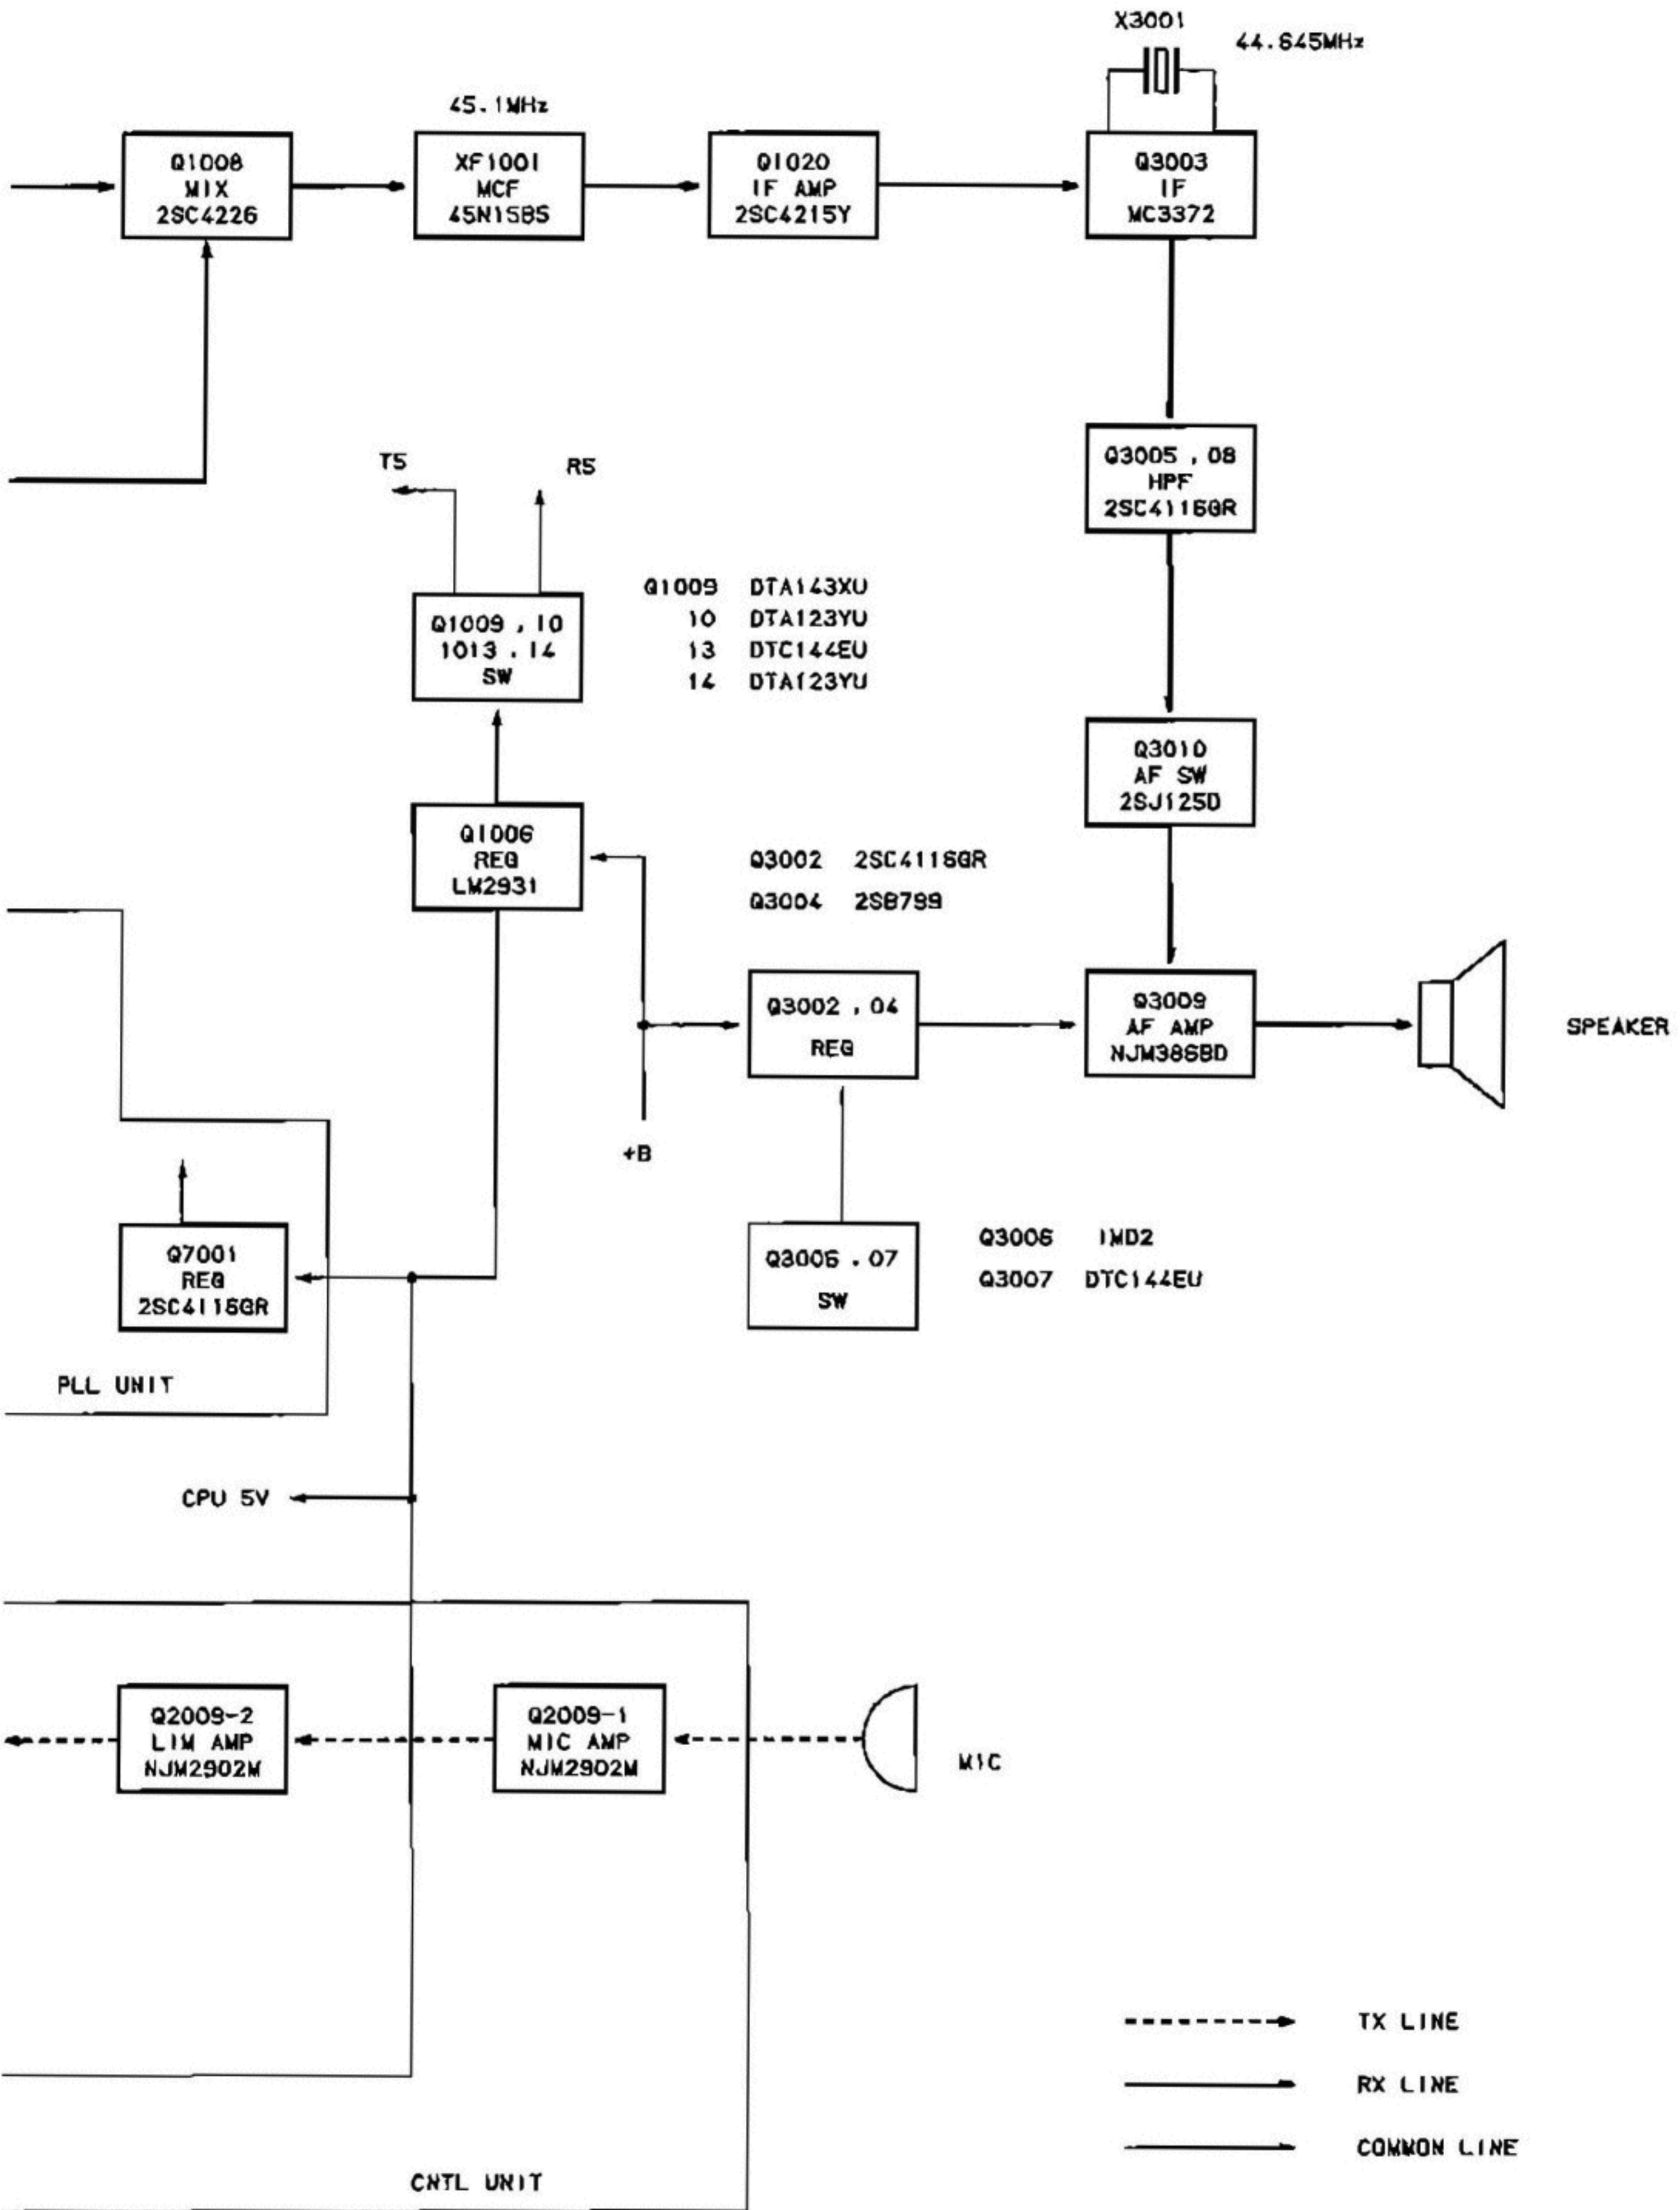 X3001
44.645MHz
45.1MHz
Q1008
MIX
2SC4226
XF1001
MCF
45N15BS
Q1020
IF AMP
2SC4215Y
Q3003
IF
MC3372
T5
R5
Q3005 , 08
HPF
2SC4116GR
Q1009 , 10
1013 . 14
SW
Q1009 DTA143XU
10 DTA123YU
13 DTC144EU
14 DTA123YU
Q3010
AF SW
2SJ125D
Q1006
REG
LM2931
Q3002 2SC4116GR
Q3004 2SB799
Q3002 , 04
REG
Q3009
AF AMP
NJM386BD
SPEAKER
+B
Q7001
REG
2SC4116GR
PLL UNIT
Q3006 . 07
SW
Q3006 IMD2
Q3007 DTC144EU
CPU 5V
Q2009-2
LIM AMP
NJM2902M
Q2009-1
MIC AMP
NJM2902M
MIC
TX LINE
RX LINE
COMMON LINE
CNTL UNIT